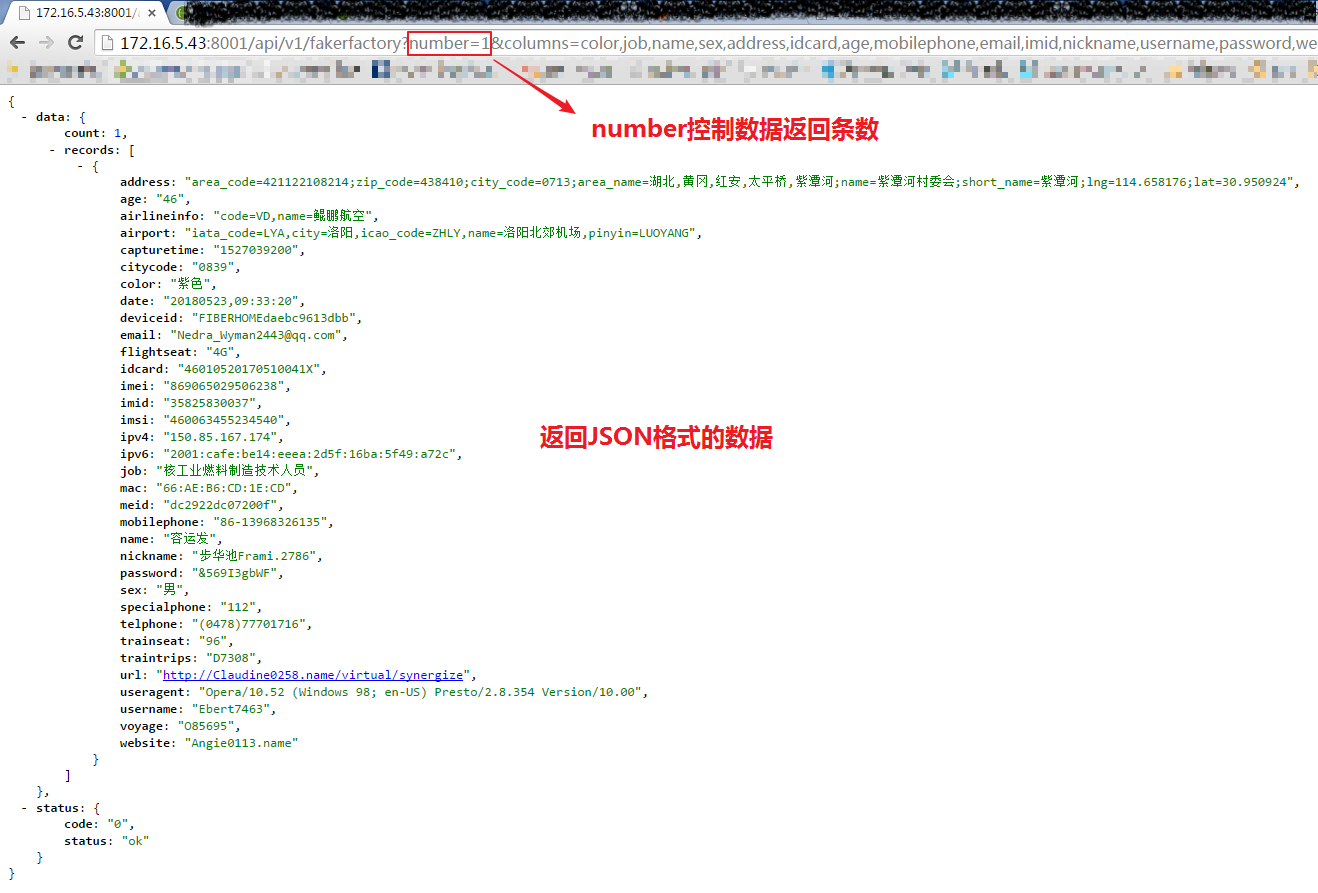 172.16.5.43:8001/
172.16.5.43:8001/api/v1/fakerfactory?number=1&columns=color,job,name,sex,address,idcard,age,mobilephone,email,imid,nickname,username,password,we
number控制数据返回条数
{
- data: {
count: 1,
- records: [
- {
address: "area_code=421122108214;zip_code=438410;city_code=0713;area_name=湖北,黄冈,红安,太平桥,紫潭河;name=紫潭河村委会;short_name=紫潭河;lng=114.658176;lat=30.950924",
age: "46",
airlineinfo: "code=VD,name=鲲鹏航空",
airport: "iata_code=LYA,city=洛阳,icao_code=ZHLY,name=洛阳北郊机场,pinyin=LUOYANG",
capturetime: "1527039200",
citycode: "0839",
color: "紫色",
date: "20180523,09:33:20",
deviceid: "FIBERHOMEdaebc9613dbb",
email: "Nedra_Wyman2443@qq.com",
flightseat: "4G",
idcard: "46010520170510041X",
imei: "869065029506238",
imid: "35825830037",
imsi: "460063455234540",
ipv4: "150.85.167.174",
返回JSON格式的数据
ipv6: "2001:cafe:be14:eeea:2d5f:16ba:5f49:a72c",
job: "核工业燃料制造技术人员",
mac: "66:AE:B6:CD:1E:CD",
meid: "dc2922dc07200f",
mobilephone: "86-13968326135",
name: "容运发",
nickname: "步华池Frami.2786",
password: "&569I3gbWF",
sex: "男",
specialphone: "112",
telphone: "(0478)77701716",
trainseat: "96",
traintrips: "D7308",
url: "http://Claudine0258.name/virtual/synergize",
useragent: "Opera/10.52 (Windows 98; en-US) Presto/2.8.354 Version/10.00",
username: "Ebert7463",
voyage: "O85695",
website: "Angie0113.name"
}
]
},
- status: {
code: "0",
status: "ok"
}
}